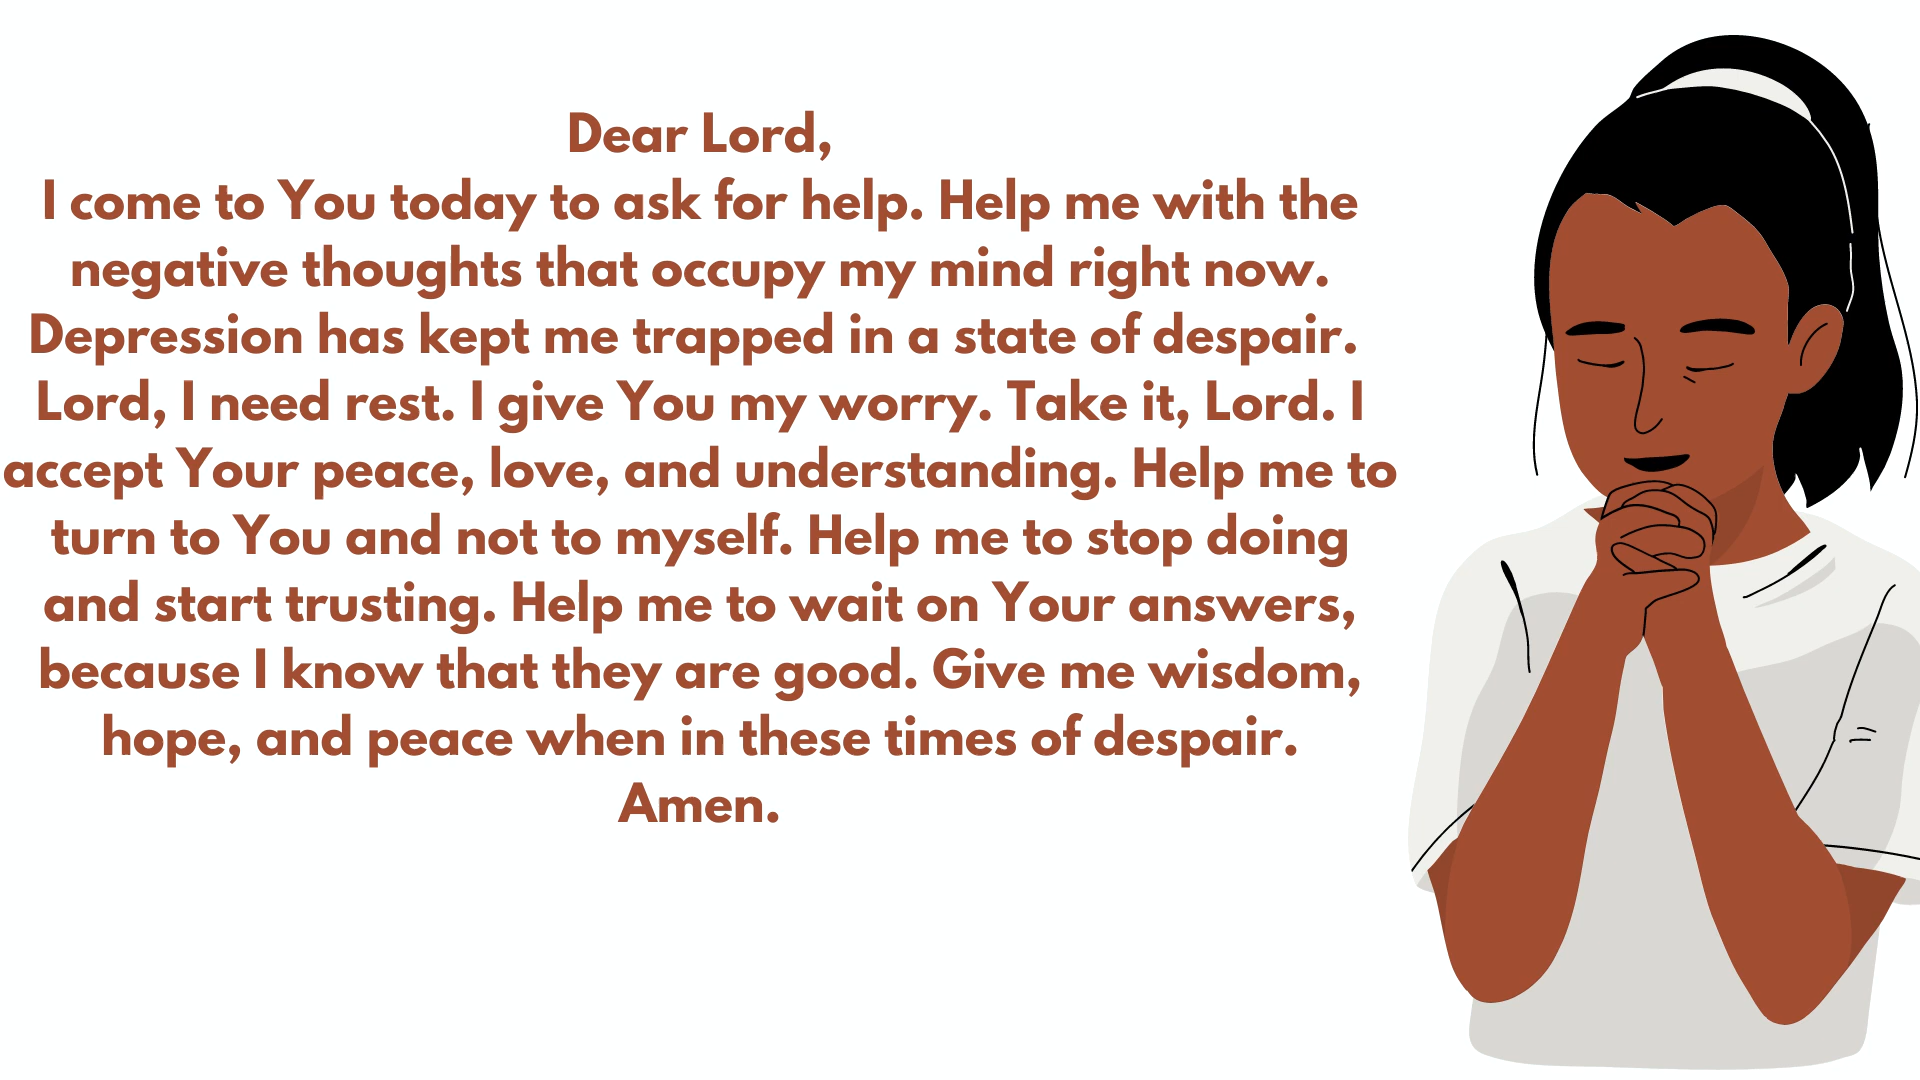 Dear Lord,
I come to You today to ask for help. Help me with the
negative thoughts that occupy my mind right now.
Depression has kept me trapped in a state of despair.
Lord, I need rest. I give You my worry. Take it, Lord. I
accept Your peace, love, and understanding. Help me to
turn to You and not to myself. Help me to stop doing
and start trusting. Help me to wait on Your answers,
because I know that they are good. Give me wisdom,
hope, and peace when in these times of despair.
Amen.